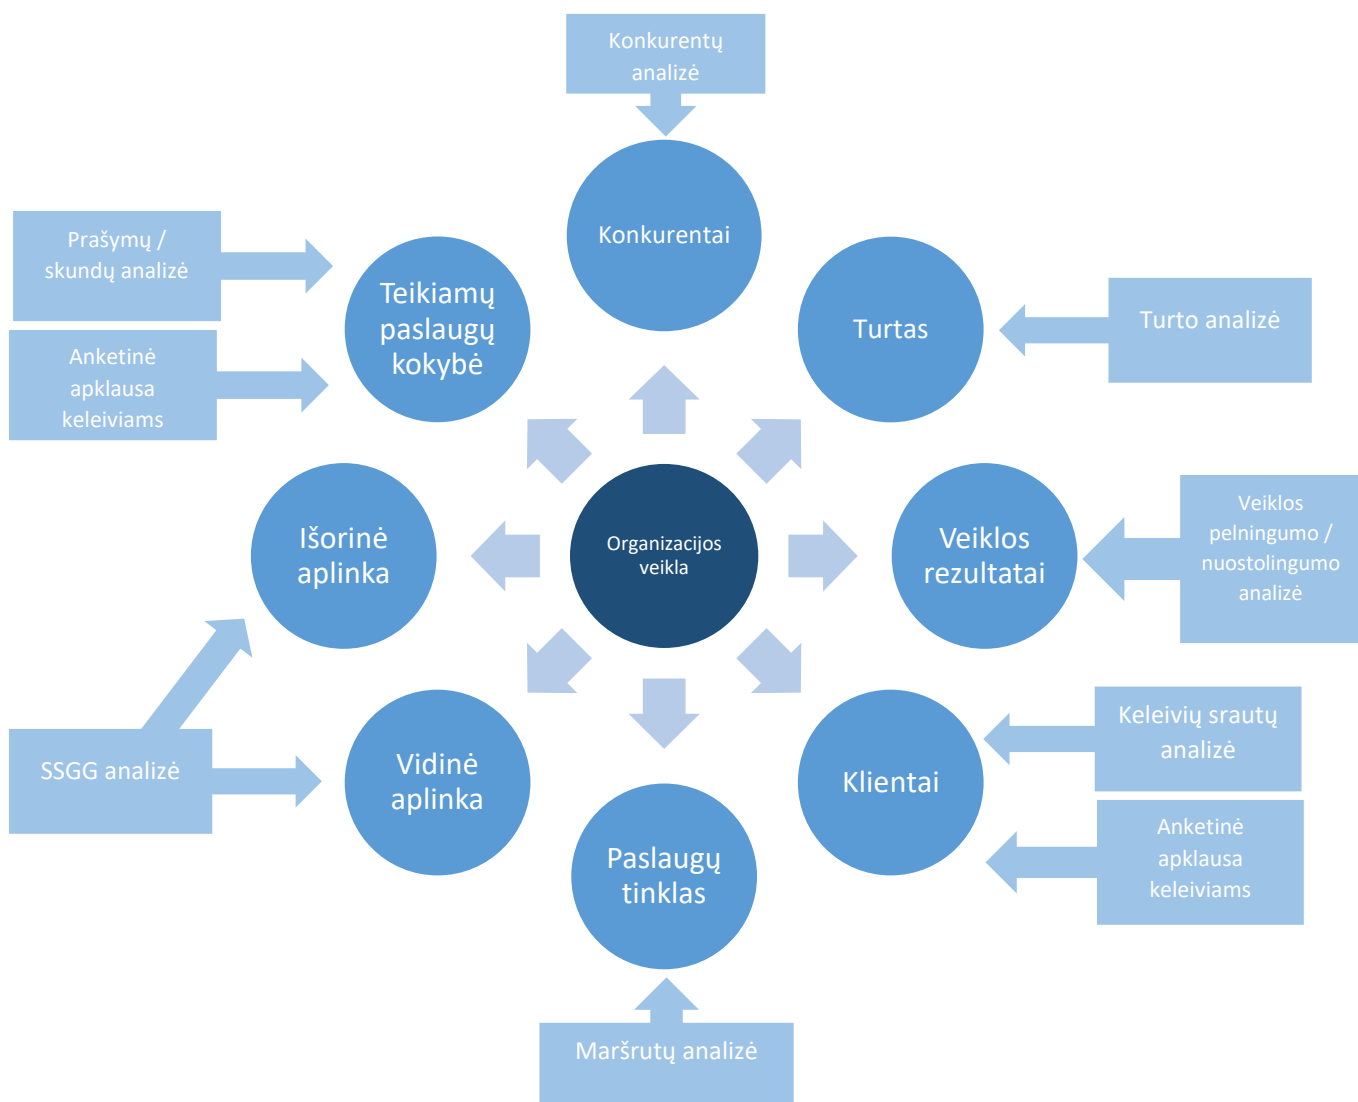 Konkurentų
analizė
Konkurentai
Prašymų /
skundų analizė
Anketinė
apklausa
keleiviams
Teikiamų
paslaugų
kokybė
Turtas
Turto analizė
Išorinė
aplinka
Organizacijos
veikla
Veiklos
rezultatai
Veiklos
pelningumo /
nuostolingumo
analizė
SSGG analizė
Vidinė
aplinka
Klientai
Keleivių srautų
analizė
Anketinė
apklausa
keleiviams
Paslaugų
tinklas
Maršrutų analizė